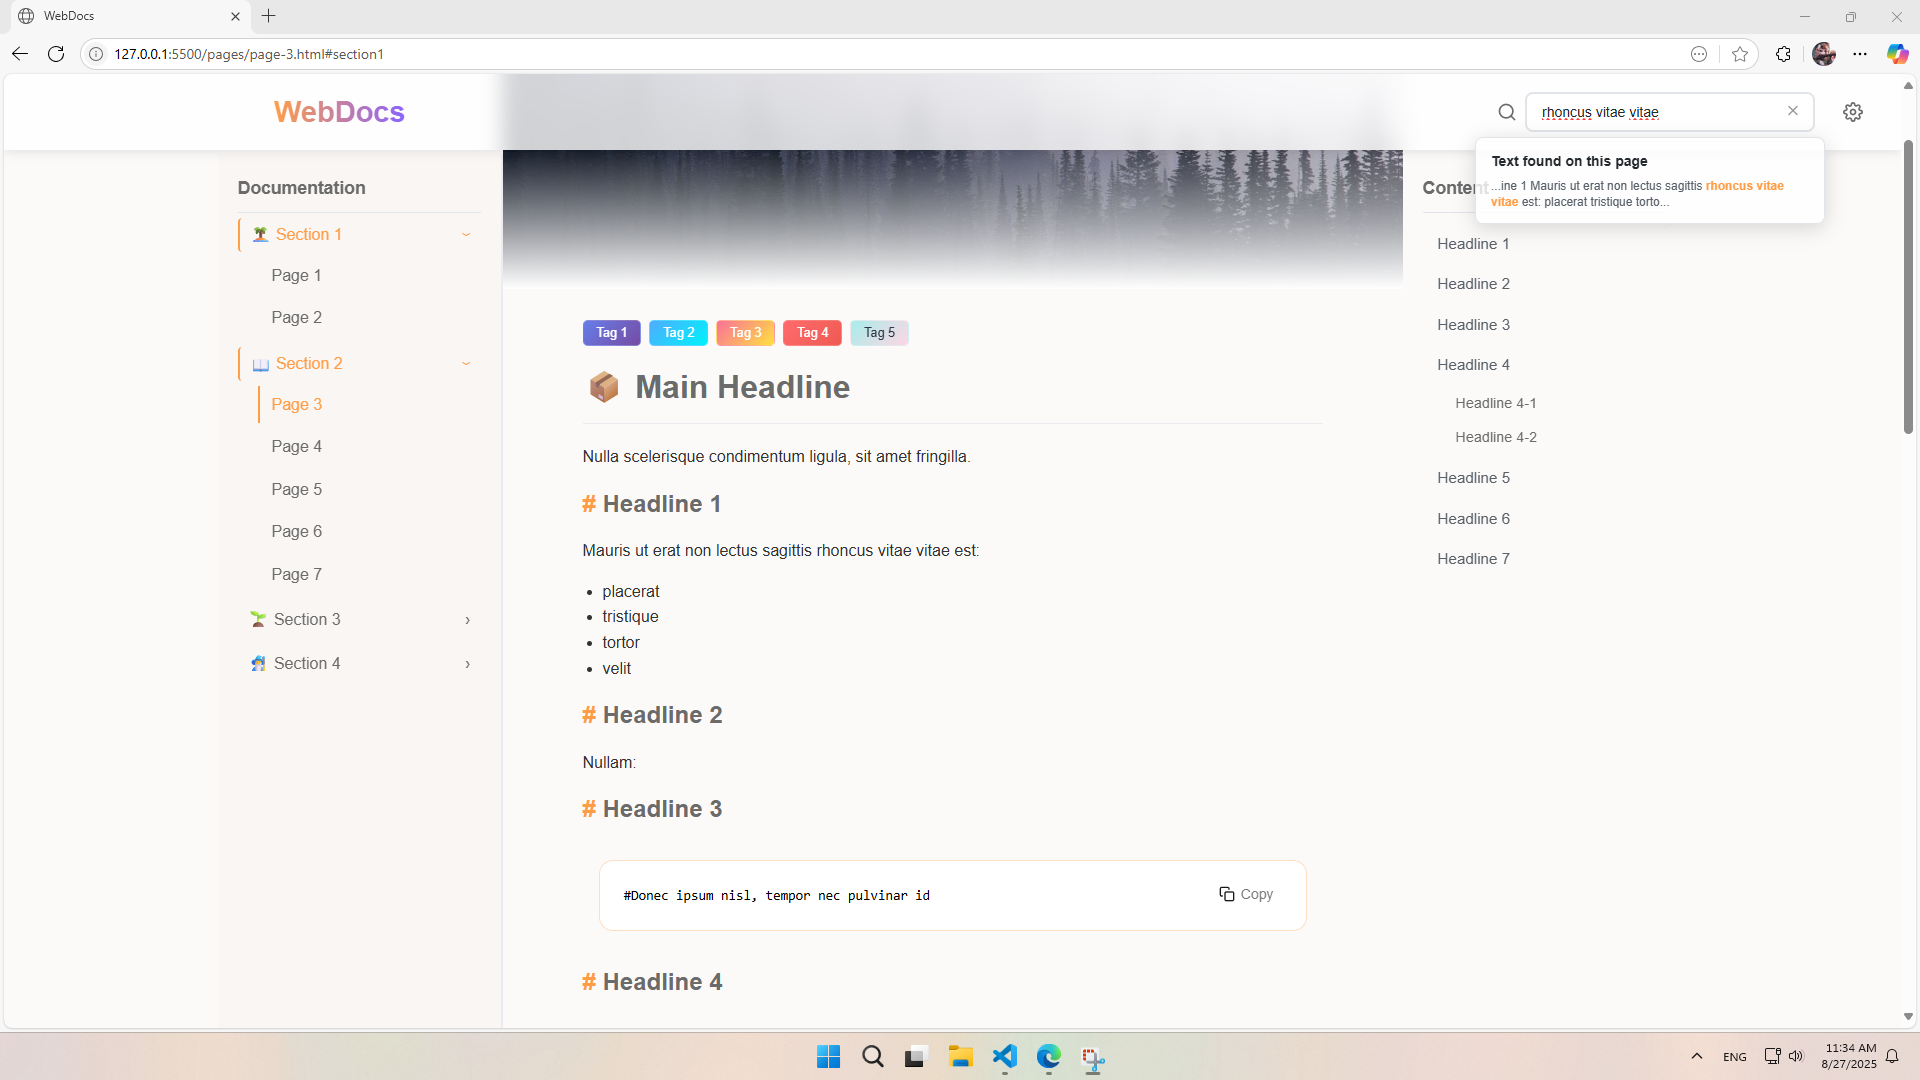 WebDocs
127.0.0.1:5500/pages/page-3.html#section1
WebDocs
rhoncus vitae vitae
Text found on this page
...ine 1 Mauris ut erat non lectus sagittis rhoncus vitae
vitae est: placerat tristique torto...
Documentation
Section 1
Page 1
Page 2
Section 2
Page 3
Page 4
Page 5
Page 6
Page 7
Section 3
Section 4
Tag 1
Tag 2
Tag 3
Tag 4
Tag 5
Main Headline
Nulla scelerisque condimentum ligula, sit amet fringilla.
# Headline 1
Mauris ut erat non lectus sagittis rhoncus vitae vitae est:
• placerat
• tristique
• tortor
• velit
# Headline 2
Nullam:
# Headline 3
#Donec ipsum nisl, tempor nec pulvinar id
Copy
# Headline 4
Content
Headline 1
Headline 2
Headline 3
Headline 4
Headline 4-1
Headline 4-2
Headline 5
Headline 6
Headline 7
ENG
11:34 AM
8/27/2025